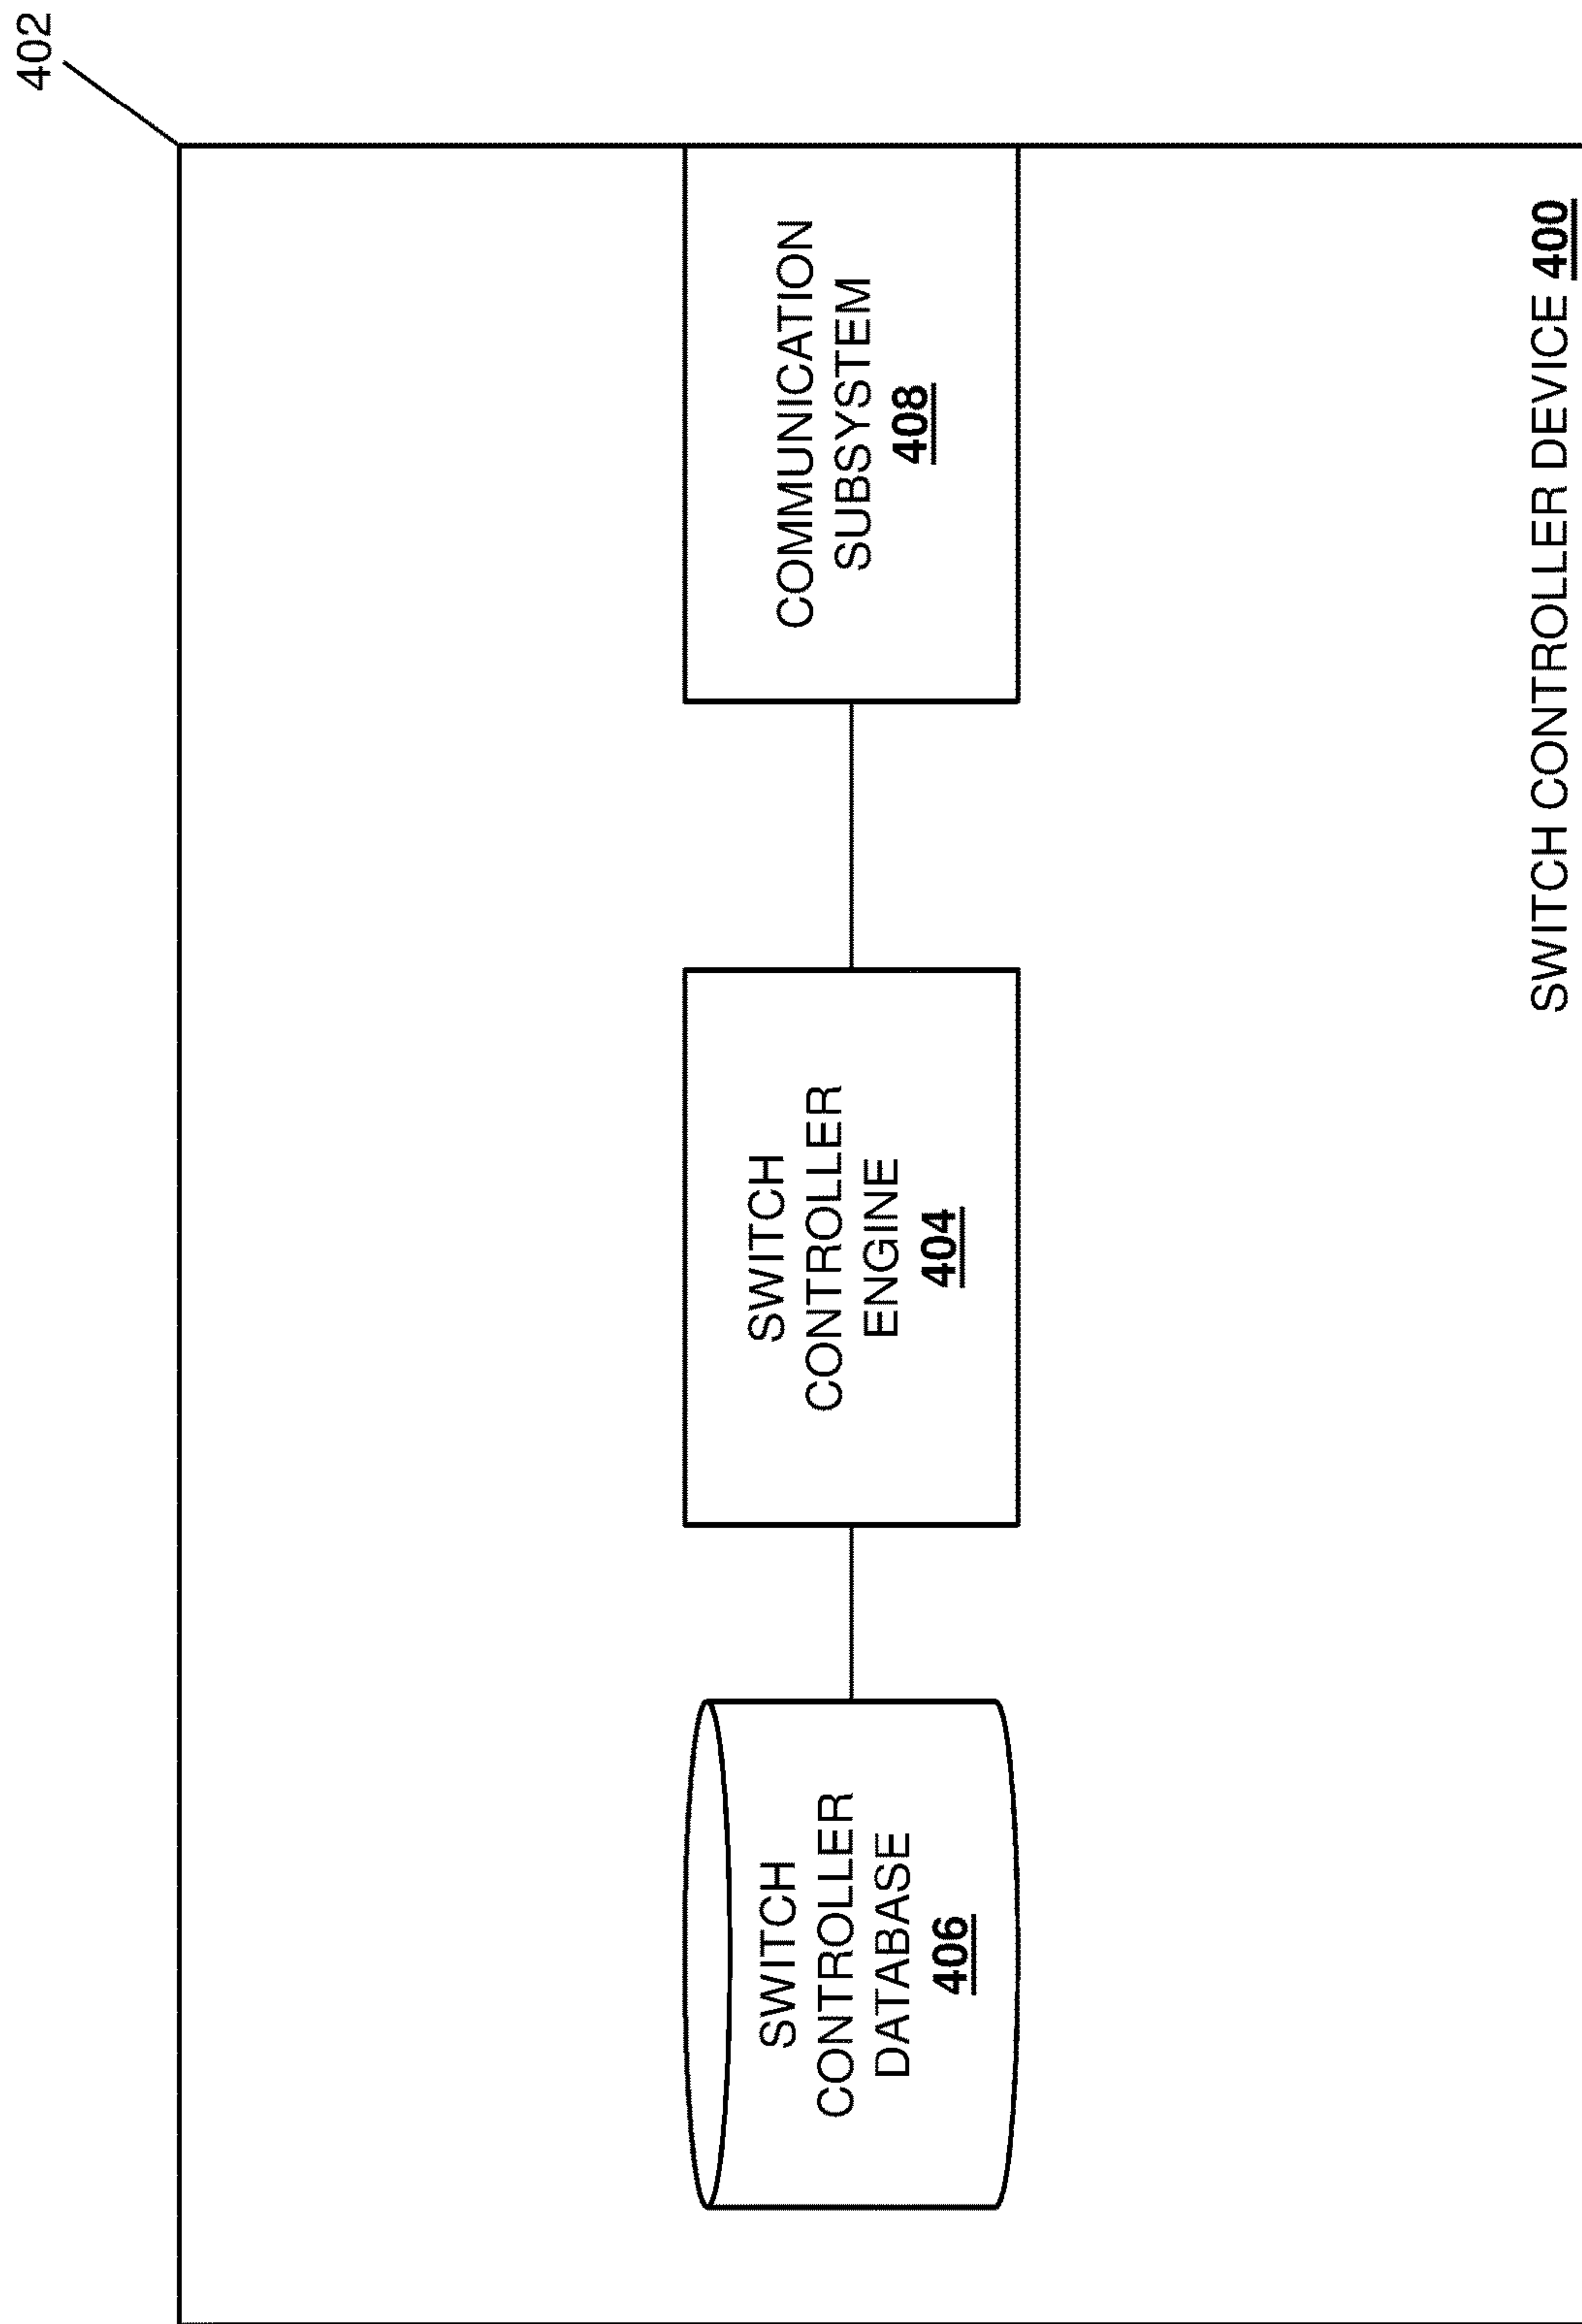 402
SWITCH
CONTROLLER
DATABASE
406
SWITCH
CONTROLLER
ENGINE
404
COMMUNICATION
SUBSYSTEM
408
SWITCH CONTROLLER DEVICE 400